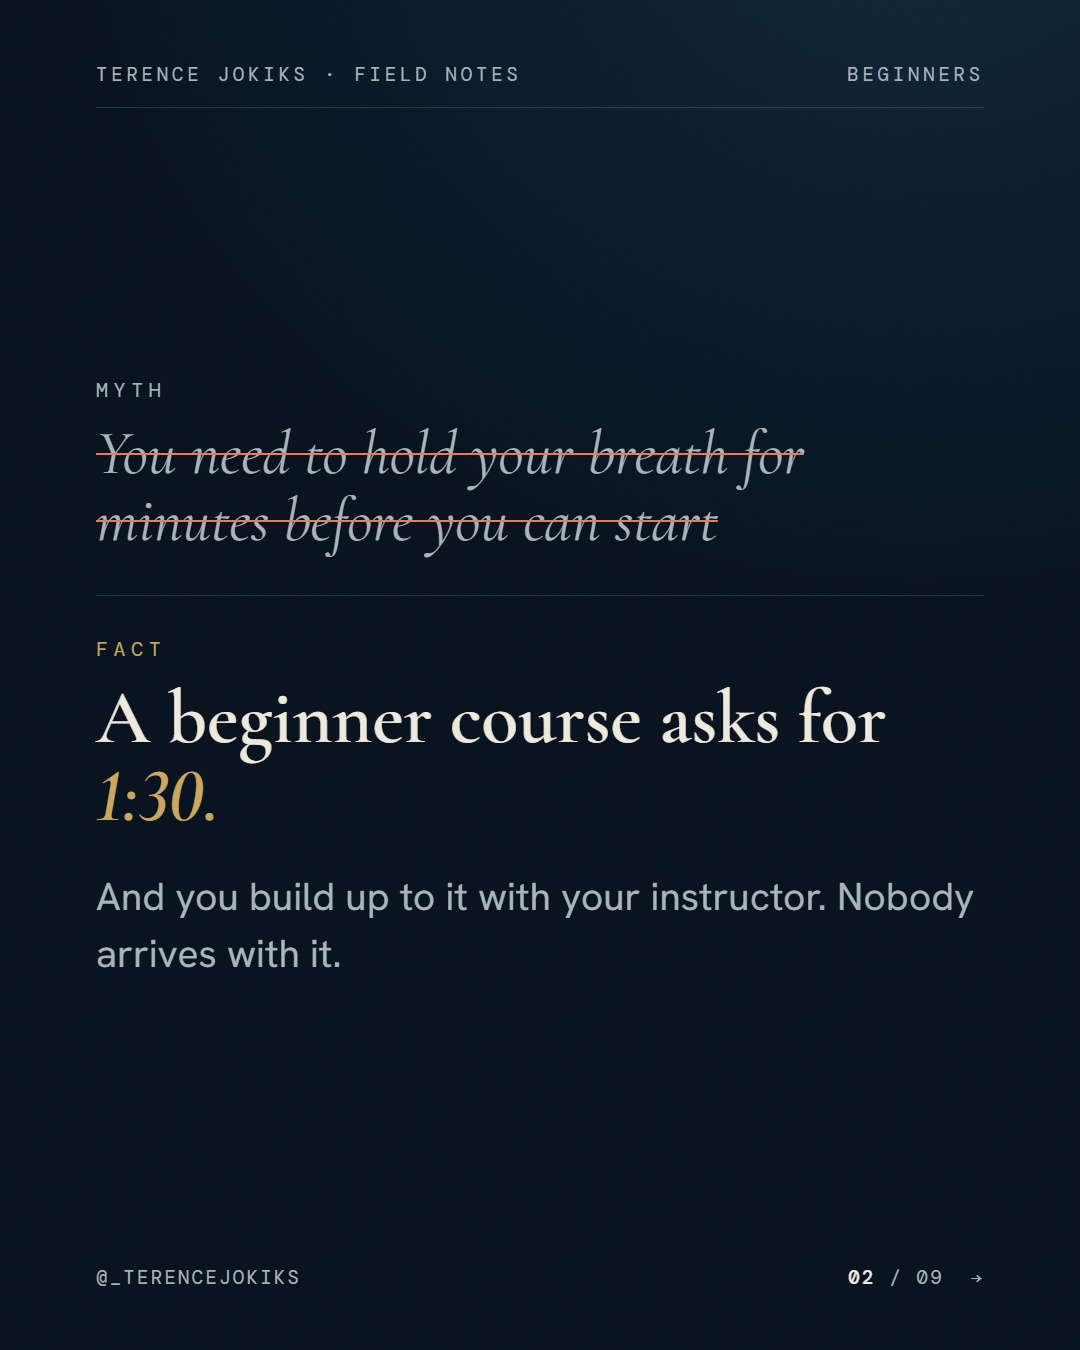 TERENCE JOKIKS · FIELD NOTES
BEGINNERS
MYTH
You need to hold your breath for
minutes before you can start
FACT
A beginner course asks for
1:30.
And you build up to it with your instructor. Nobody
arrives with it.
@_TERENCEJOKIKS
02 / 09 →